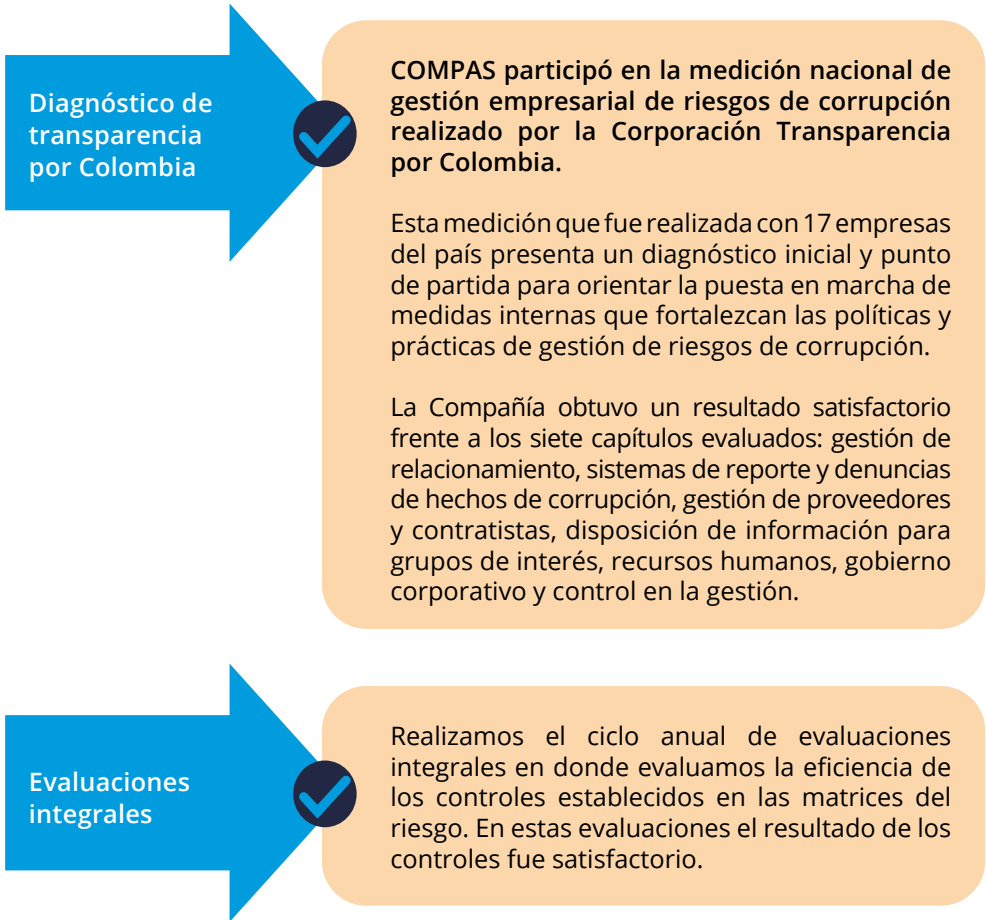 Diagnóstico de
transparencia
por Colombia
COMPAS participó en la medición nacional de
gestión empresarial de riesgos de corrupción
realizado por la Corporación Transparencia
por Colombia.
Esta medición que fue realizada con 17 empresas
del país presenta un diagnóstico inicial y punto
de partida para orientar la puesta en marcha de
medidas internas que fortalezcan las políticas y
prácticas de gestión de riesgos de corrupción.
La Compañía obtuvo un resultado satisfactorio
frente a los siete capítulos evaluados: gestión de
relacionamiento, sistemas de reporte y denuncias
de hechos de corrupción, gestión de proveedores
y contratistas, disposición de información para
grupos de interés, recursos humanos, gobierno
corporativo y control en la gestión.
Evaluaciones
integrales
Realizamos el ciclo anual de evaluaciones
integrales en donde evaluamos la eficiencia de
los controles establecidos en las matrices del
riesgo. En estas evaluaciones el resultado de los
controles fue satisfactorio.